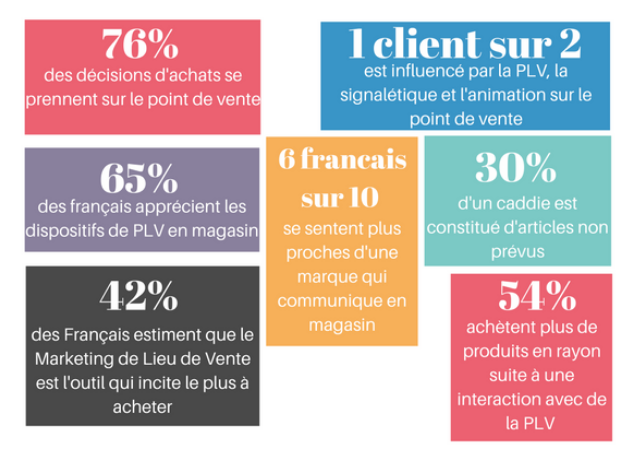 76%
des décisions d'achats se
prennent sur le point de vente
1 client sur 2
est influencé par la PLV, la
signalétique et l'animation sur le
point de vente
65%
des français apprécient les
dispositifs de PLV en magasin
6 francais
sur 10
se sentent plus
proches d'une
marque qui
communique en
magasin
30%
d'un caddie est
constitué d'articles non
prévus
42%
des Français estiment que le
Marketing de Lieu de Vente
est l'outil qui incite le plus à
acheter
54%
achètent plus de
produits en rayon
suite à une
interaction avec de
la PLV